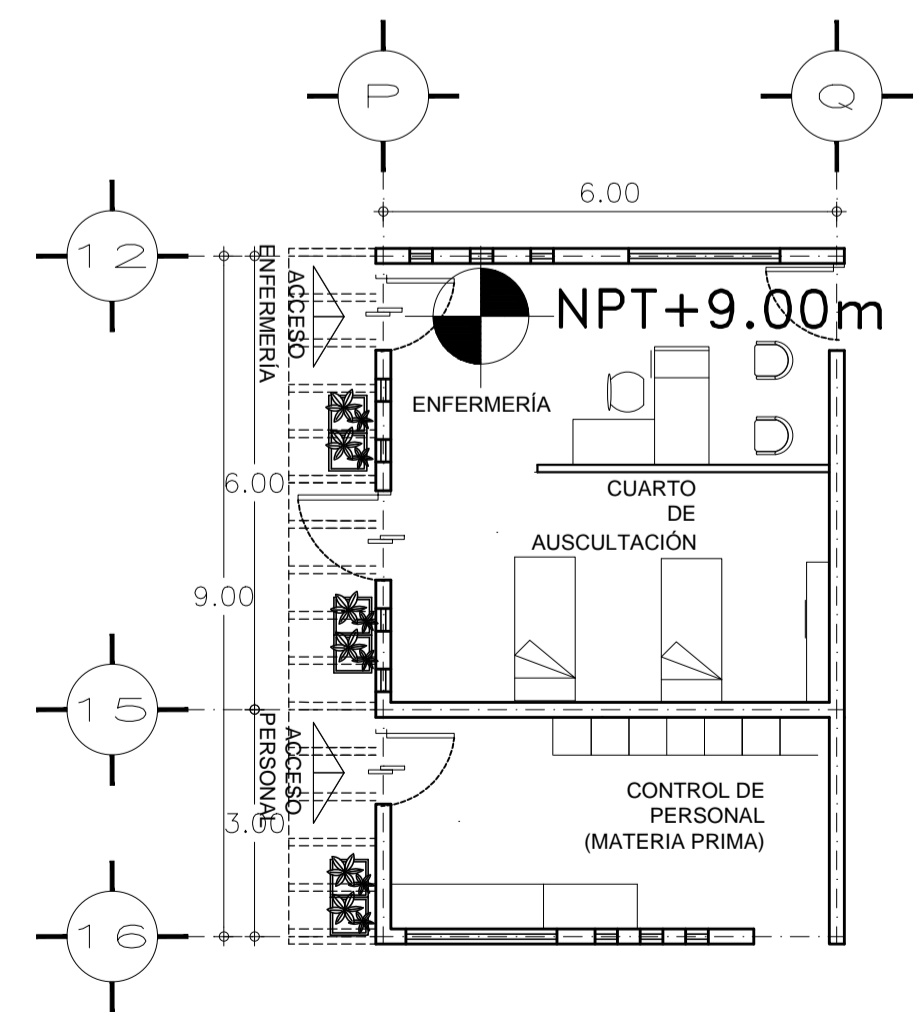 P
Q
6.00
12
ENFERMERÍA
ACCESO
NPT+9.00m
ENFERMERÍA
6.00
CUARTO
DE
AUSCULTACIÓN
9.00
15
PERSONAL
ACCESO
CONTROL DE
PERSONAL
(MATERIA PRIMA)
3.00
16